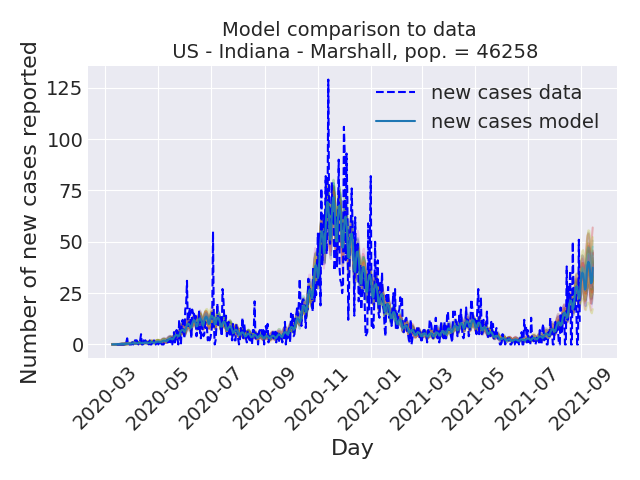 Model comparison to data
US - Indiana - Marshall, pop. = 46258
Number of new cases reported
125
100
75
50
25
0
new cases data
new cases model
2020-03
2020-05
2020-07
2020-09
2020-11
2021-01
2021-03
2021-05
2021-07
2021-09
Day